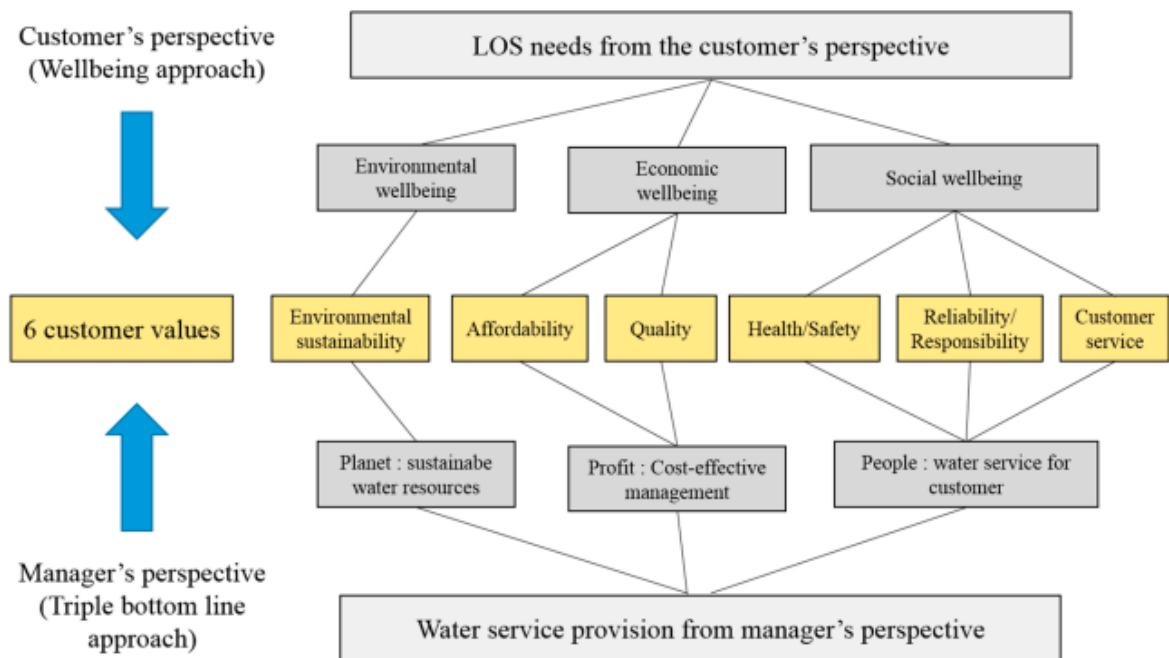 Customer's perspective
(Wellbeing approach)
LOS needs from the customer's perspective
Environmental
wellbeing
Economic
wellbeing
Social wellbeing
6 customer values
Environmental
sustainability
Affordability
Quality
Health/Safety
Reliability/
Responsibility
Customer
service
Planet : sustainabe
water resources
Profit : Cost-effective
management
People : water service for
customer
Manager's perspective
(Triple bottom line
approach)
Water service provision from manager's perspective